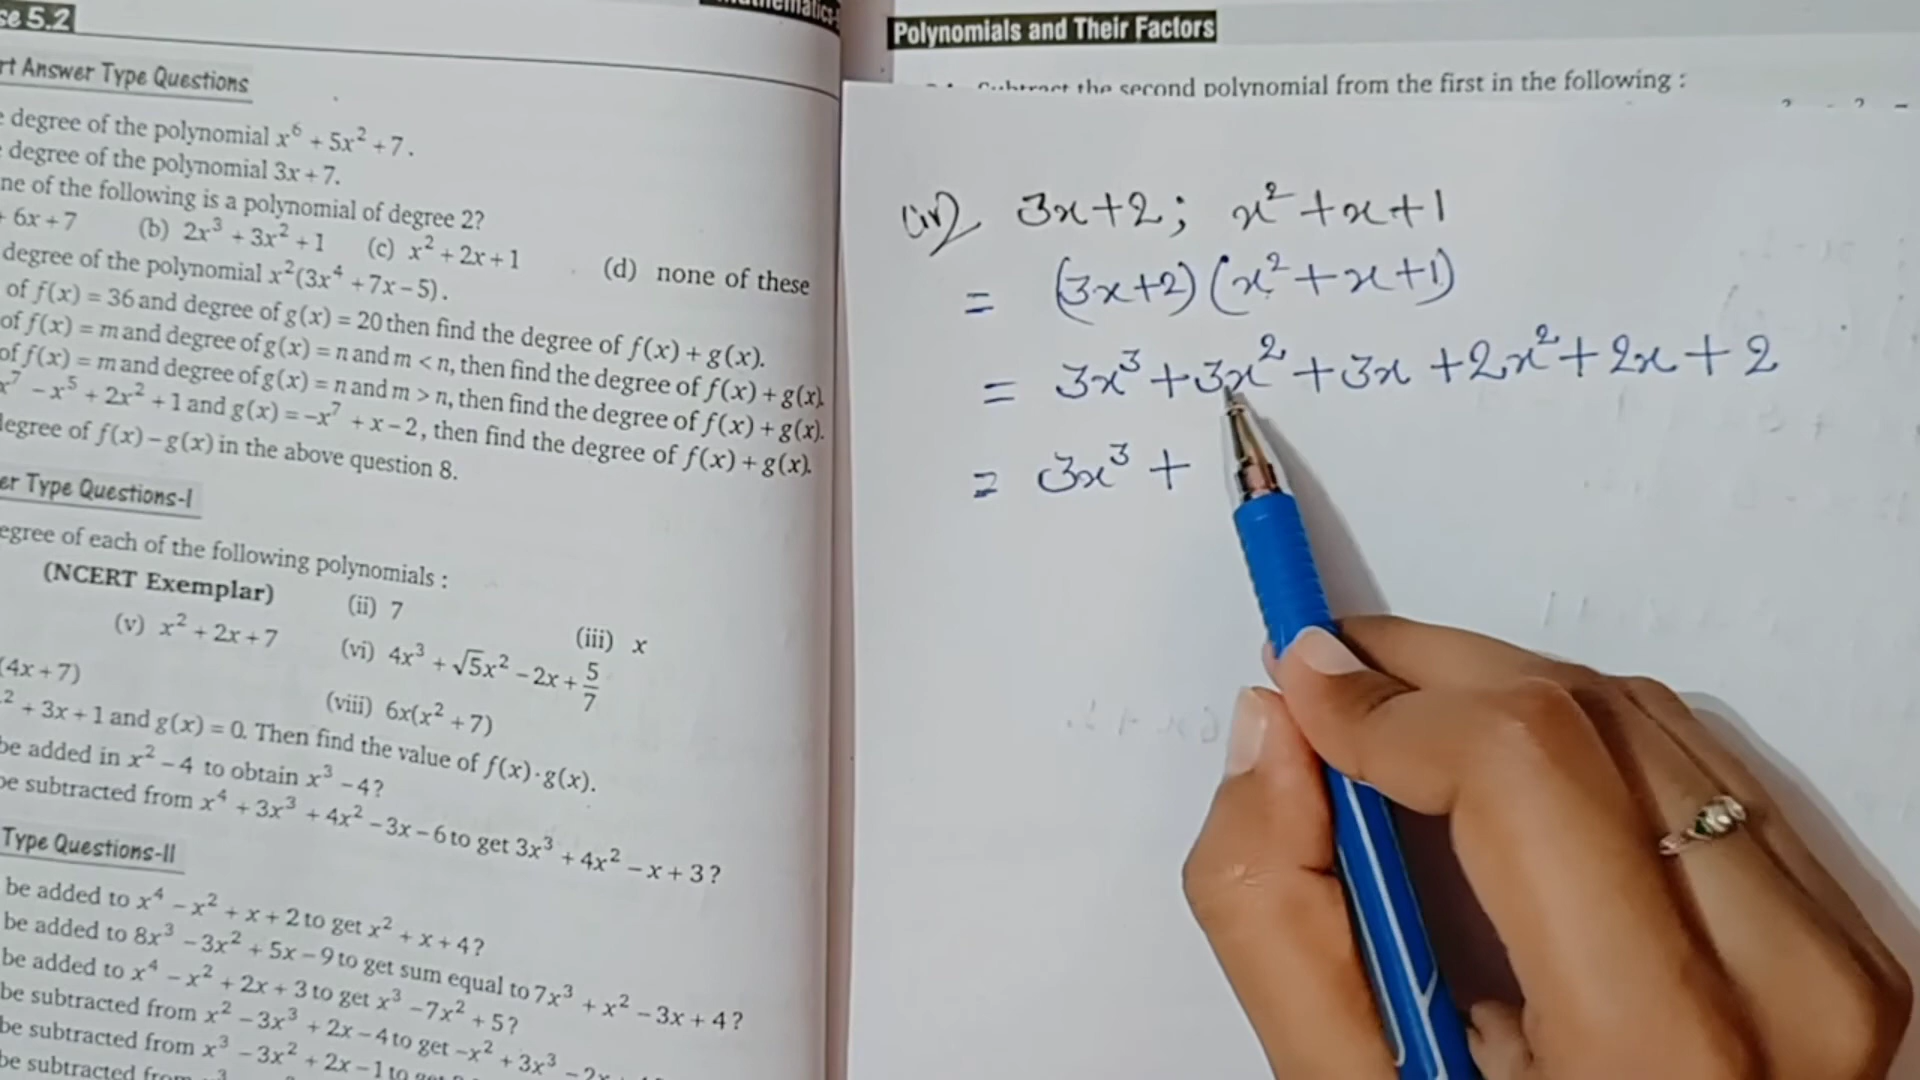 5.2
Answer Type Questions
degree of the polynomial x⁶ + 5x² + 7.
degree of the polynomial 3x + 7.
of the following is a polynomial of degree 2?
+ 6x + 7 (b) 2x³ + 3x² + 1 (c) x² + 2x + 1 (d) none of these
degree of the polynomial x²(3x⁴ + 7x – 5).
of f(x) = 36 and degree of g(x) = 20 then find the degree of f(x) + g(x).
of f(x) = m and degree of g(x) = n and m < n, then find the degree of f(x) + g(x).
of f(x) = m and degree of g(x) = n and m > n, then find the degree of f(x) + g(x).
x⁷ – x⁵ + 2x² + 1 and g(x) = –x⁷ + x – 2, then find the degree of f(x) + g(x).
degree of f(x) – g(x) in the above question 8.
Type Questions-I
degree of each of the following polynomials :
(NCERT Exemplar) (ii) 7 (iii) x
(v) x² + 2x + 7 (vi) 4x³ + √5x² – 2x + 5/7
(4x + 7) (viii) 6x(x² + 7)
² + 3x + 1 and g(x) = 0. Then find the value of f(x)·g(x).
be added in x² – 4 to obtain x³ – 4?
be subtracted from x⁴ + 3x³ + 4x² – 3x – 6 to get 3x³ + 4x² – x + 3?
Type Questions-II
be added to x⁴ – x² + x + 2 to get x² + x + 4?
be added to 8x³ – 3x² + 5x – 9 to get sum equal to 7x³ + x² – 3x + 4?
be added to x⁴ – x² + 2x + 3 to get x³ – 7x² + 5?
be subtracted from x² – 3x³ + 2x – 4 to get –x² + 3x³ – 2x
be subtracted from x³ – 3x² + 2x – 1 to
be subtracted from
Polynomials and Their Factors
Subtract the second polynomial from the first in the following :
(iv) 3x+2; x²+x+1
= (3x+2)(x²+x+1)
= 3x³+3x²+3x+2x²+2x+2
= 3x³+